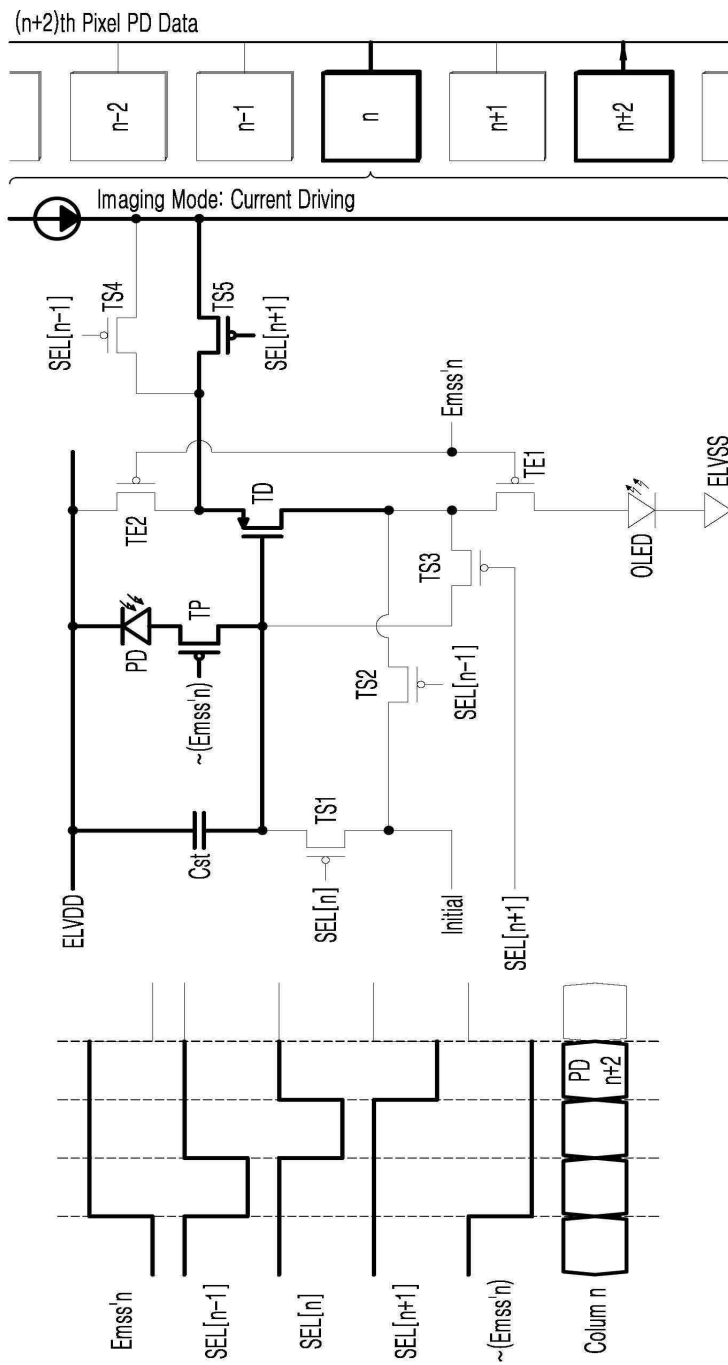 (n+2)th Pixel PD Data
n-2
n-1
n
n+1
n+2
Imaging Mode: Current Driving
SEL[n-1]
TS4
TS5
SEL[n+1]
Emss'n
TE2
TD
TE1
ELVSS
OLED
PD
TP
~(Emss'n)
TS3
TS2
SEL[n-1]
ELVDD
Cst
TS1
SEL[n]
Initial
SEL[n+1]
Emss'n
SEL[n-1]
SEL[n]
SEL[n+1]
~(Emss'n)
Colum n
PD
n+2